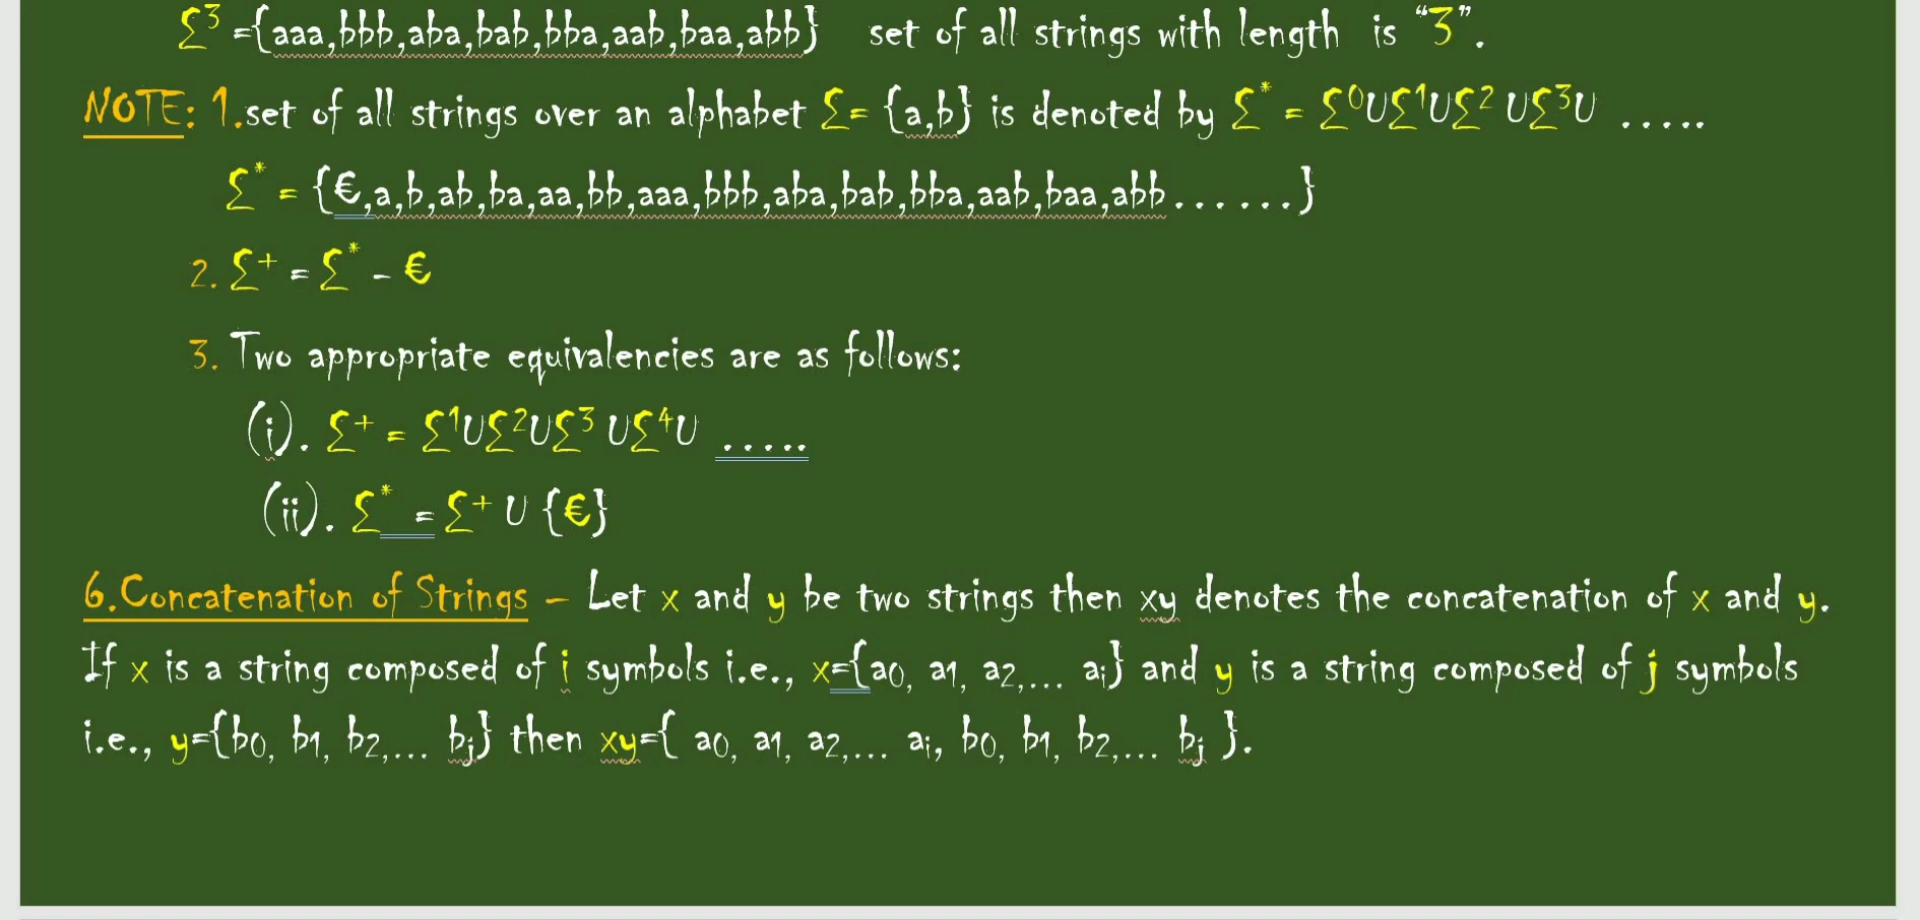 Σ³ ={aaa,bbb,aba,bab,bba,aab,baa,abb} set of all strings with length is “3”.
NOTE: 1.set of all strings over an alphabet Σ= {a,b} is denoted by Σ* = Σ⁰UΣ¹UΣ² UΣ³U .....
Σ* = {€,a,b,ab,ba,aa,bb,aaa,bbb,aba,bab,bba,aab,baa,abb......}
2. Σ⁺ = Σ* - €
3. Two appropriate equivalencies are as follows:
(i). Σ⁺ = Σ¹UΣ²UΣ³ UΣ⁴U .....
(ii). Σ* = Σ⁺ U {€}
6.Concatenation of Strings – Let x and y be two strings then xy denotes the concatenation of x and y.
If x is a string composed of i symbols i.e., x={a0, a1, a2,... ai} and y is a string composed of j symbols
i.e., y={b0, b1, b2,... bj} then xy={ a0, a1, a2,... ai, b0, b1, b2,... bj }.